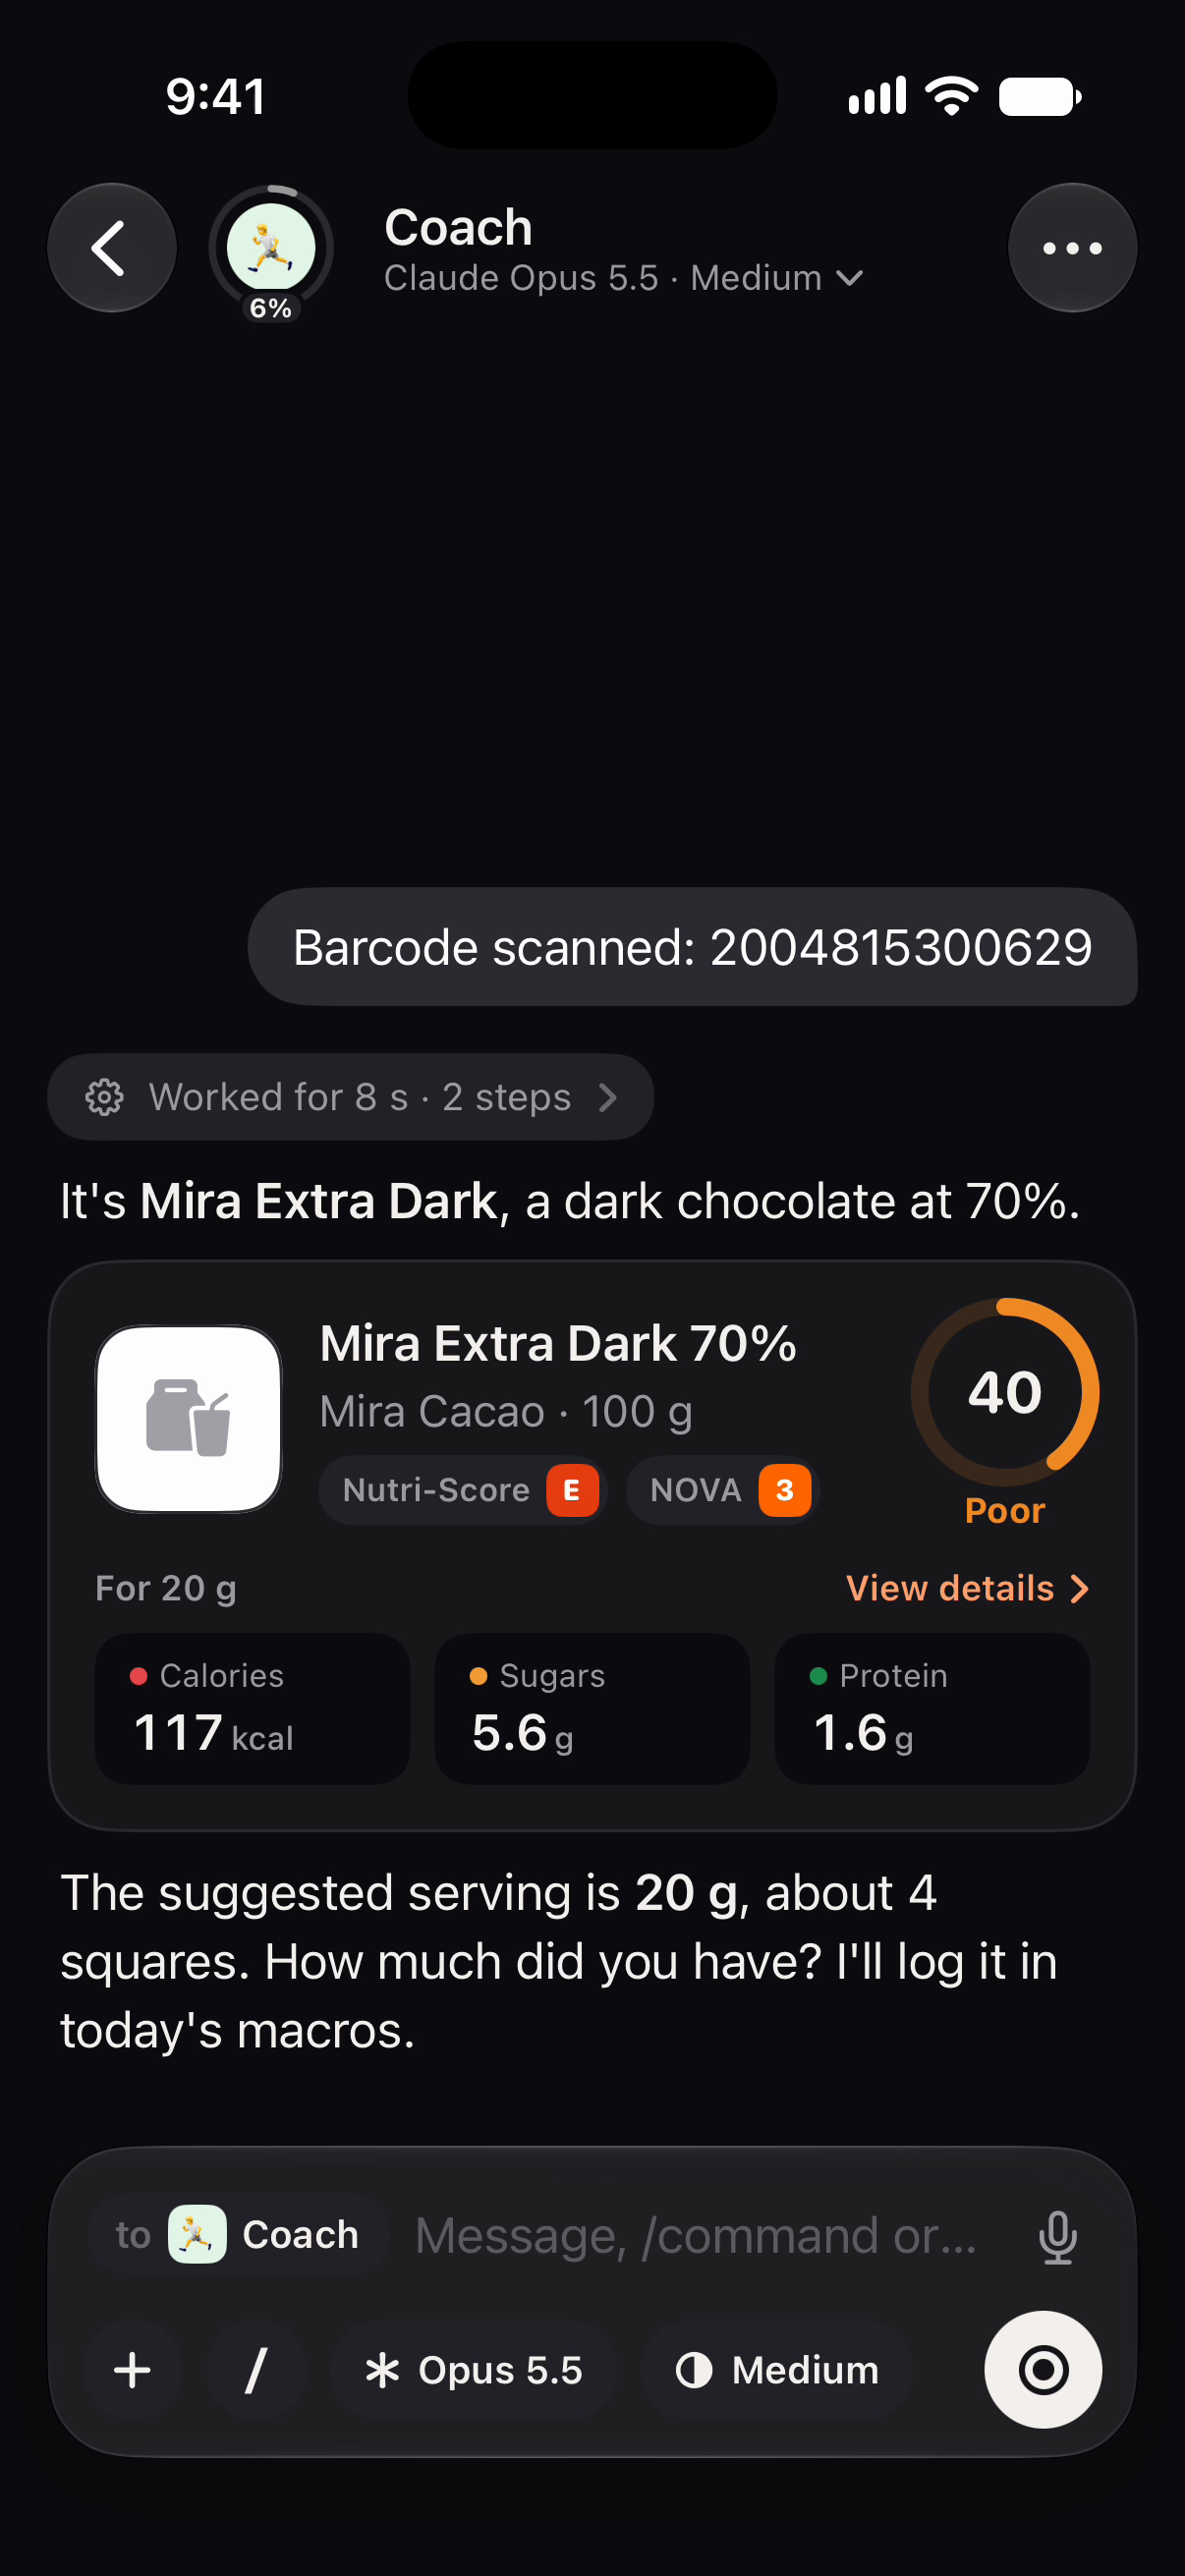 9:41
Coach
Claude Opus 5.5 · Medium
6%
Barcode scanned: 2004815300629
Worked for 8 s · 2 steps
It's Mira Extra Dark, a dark chocolate at 70%.
Mira Extra Dark 70%
Mira Cacao · 100 g
Nutri-Score E NOVA 3
40
Poor
For 20 g
View details
Calories
117 kcal
Sugars
5.6 g
Protein
1.6 g
The suggested serving is 20 g, about 4
squares. How much did you have? I'll log it in
today's macros.
to Coach Message, /command or...
/ Opus 5.5 Medium